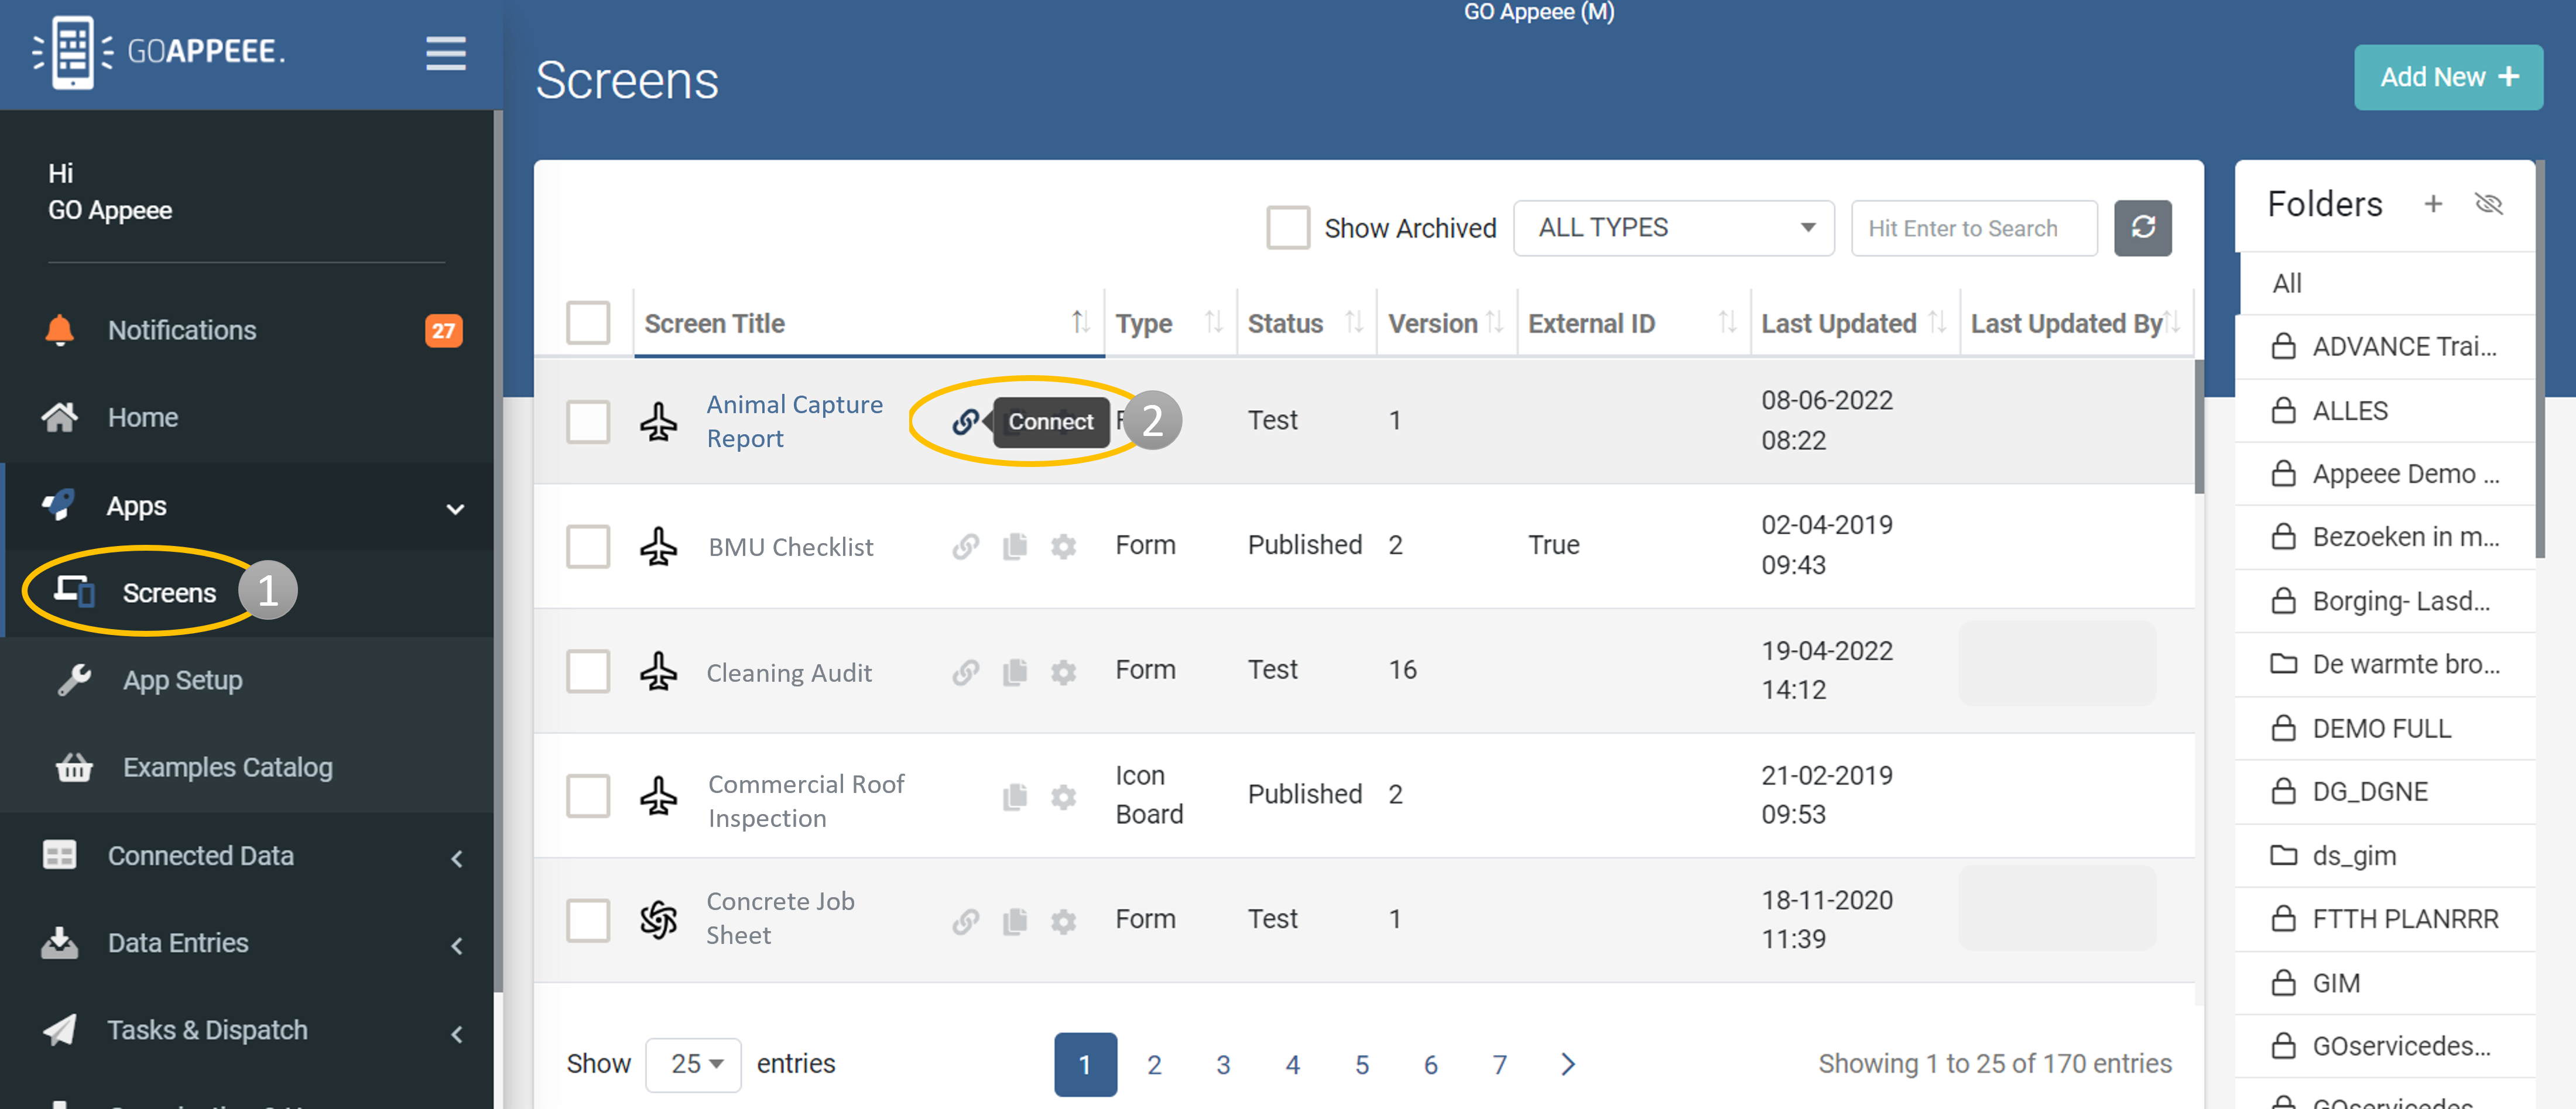 GO Appeee (M)
GOAPPEEE.
Screens
Add New
Hi
GO Appeee
Notifications 27
Home
Apps
Screens 1
App Setup
Examples Catalog
Connected Data
Data Entries
Tasks & Dispatch
Show Archived ALL TYPES Hit Enter to Search
Screen Title Type Status Version External ID Last Updated Last Updated By
Animal Capture Report Connect 2 Test 1 08-06-2022 08:22
BMU Checklist Form Published 2 True 02-04-2019 09:43
Cleaning Audit Form Test 16 19-04-2022 14:12
Commercial Roof Inspection Icon Board Published 2 21-02-2019 09:53
Concrete Job Sheet Form Test 1 18-11-2020 11:39
Show 25 entries 1 2 3 4 5 6 7 Showing 1 to 25 of 170 entries
Folders
All
ADVANCE Trai...
ALLES
Appeee Demo ...
Bezoeken in m...
Borging- Lasd...
De warmte bro...
DEMO FULL
DG_DGNE
ds_gim
FTTH PLANRRR
GIM
GOservicedes...